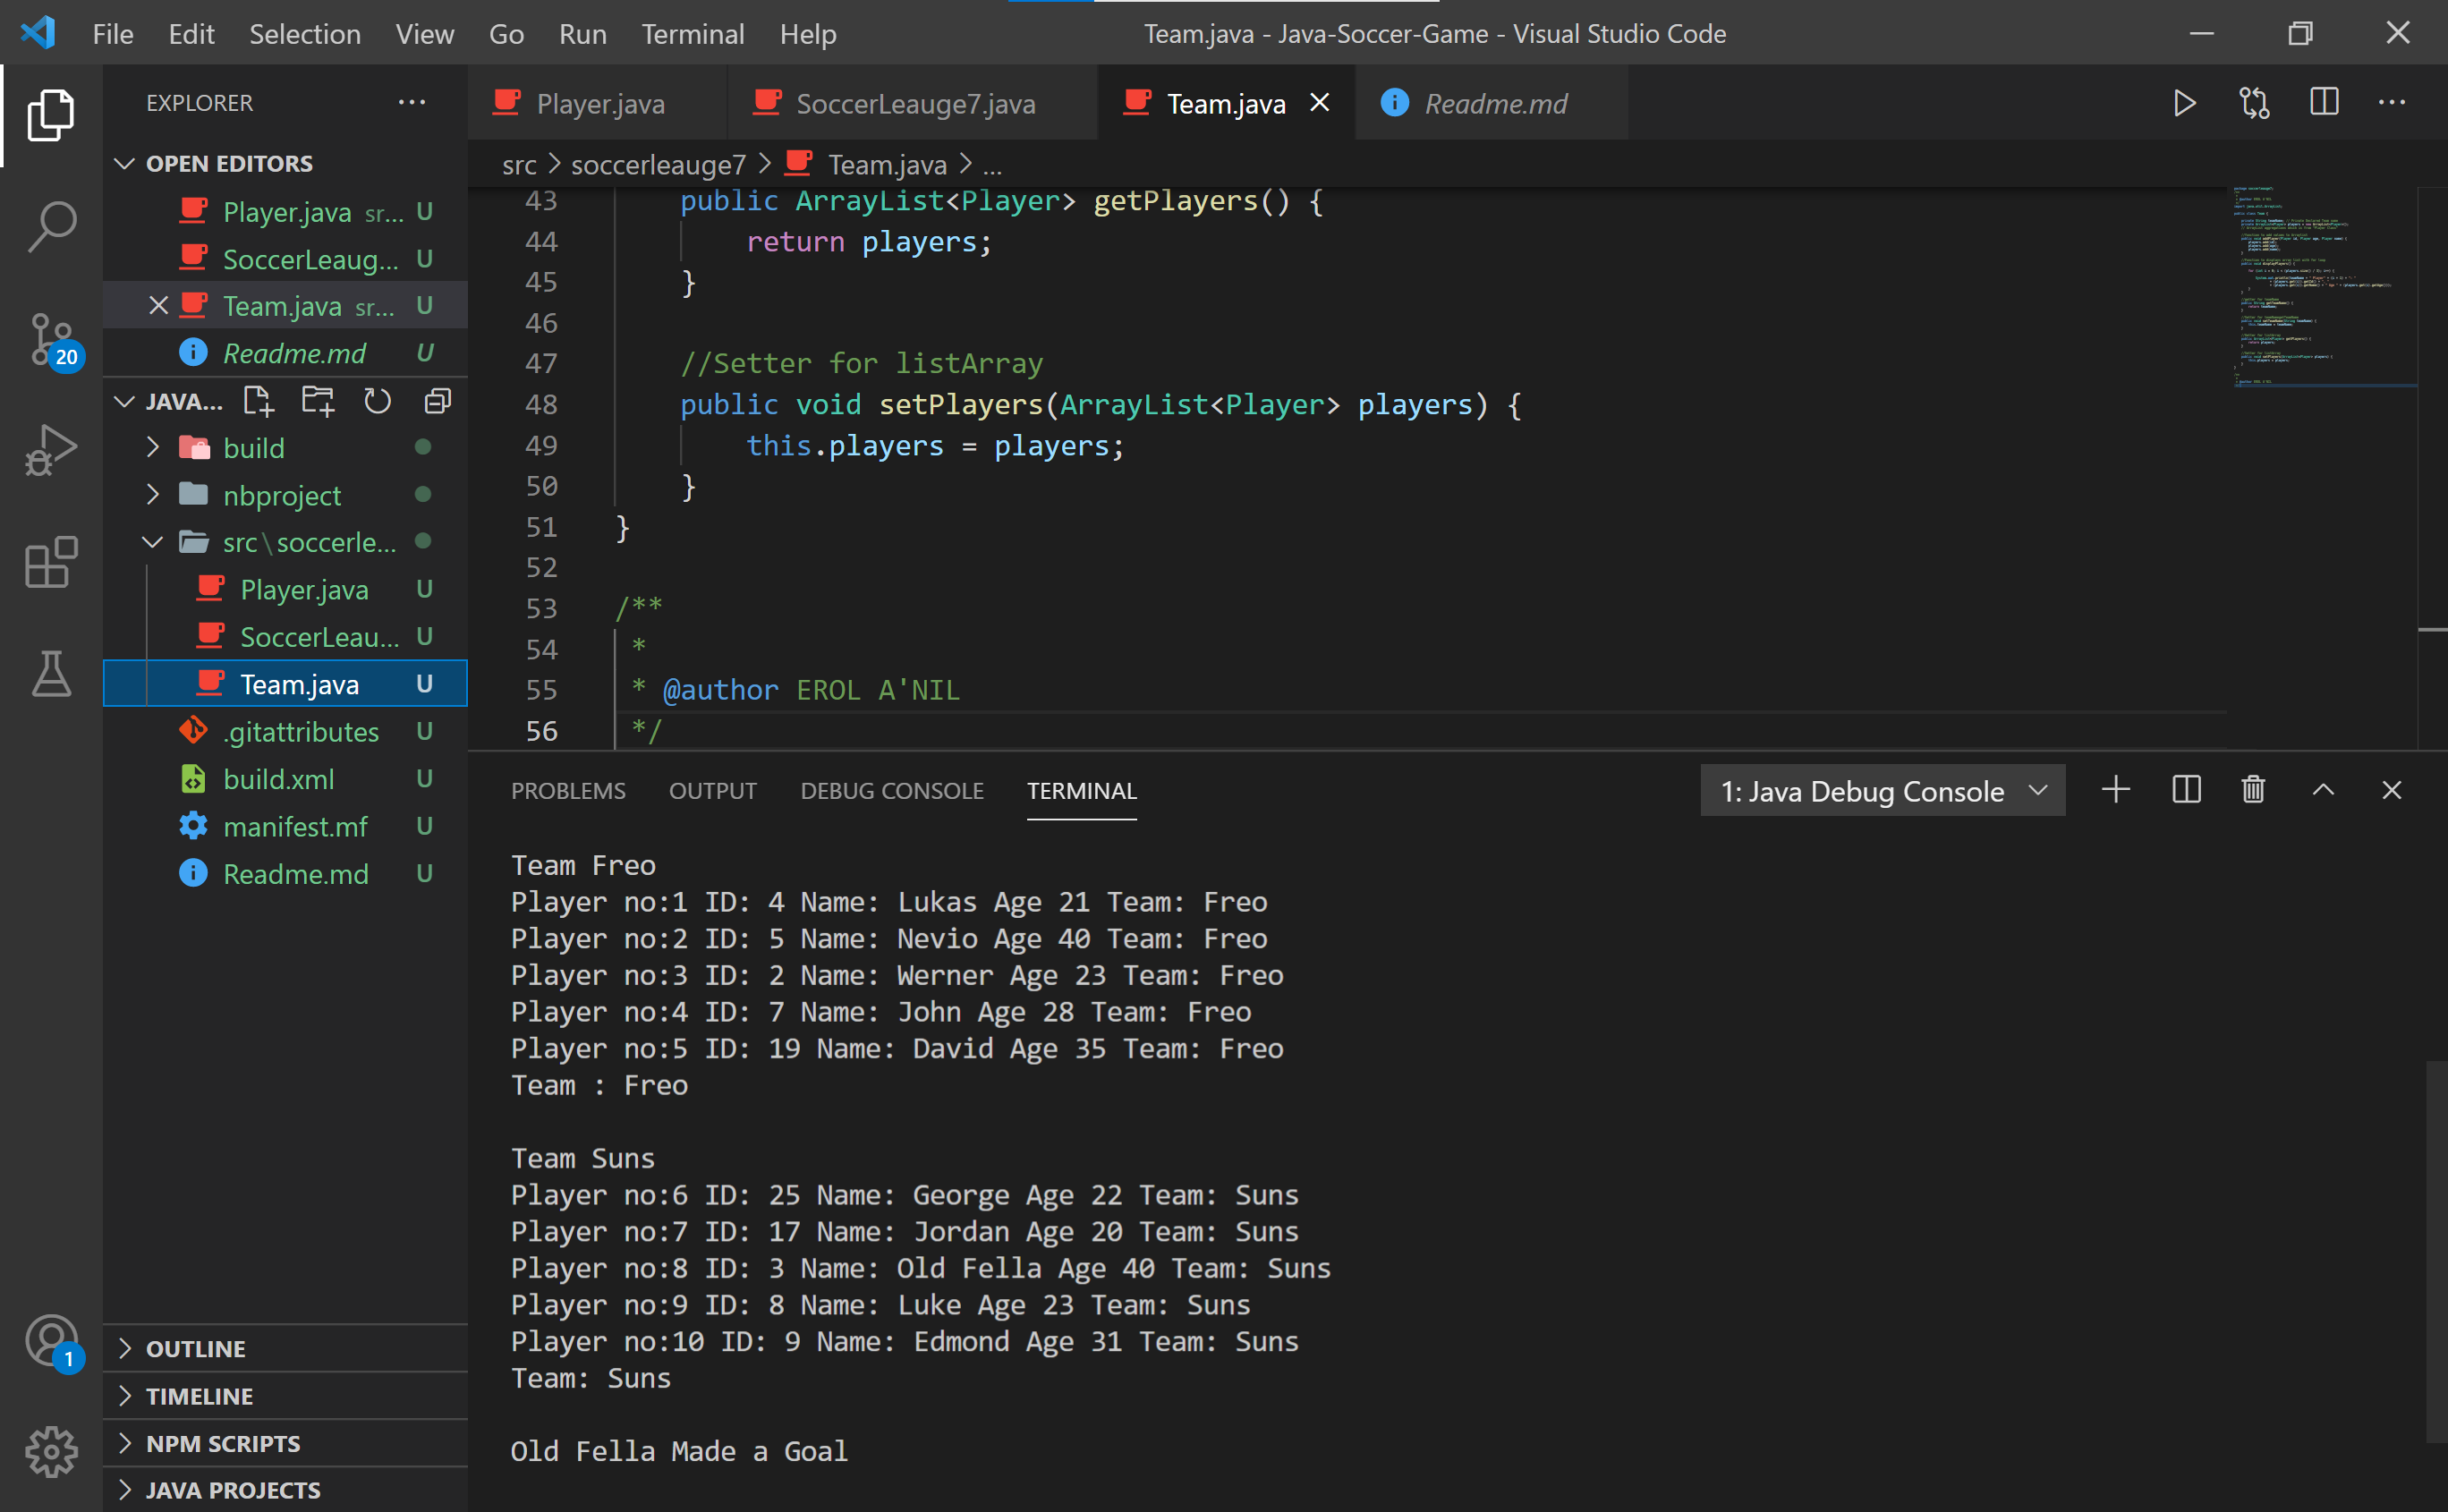 File Edit Selection View Go Run Terminal Help Team.java - Java-Soccer-Game - Visual Studio Code
EXPLORER
OPEN EDITORS
Player.java sr... U
SoccerLeaug... U
Team.java sr... U
Readme.md U
JAVA...
build
nbproject
src\soccerle...
Player.java U
SoccerLeau... U
Team.java U
.gitattributes U
build.xml U
manifest.mf U
Readme.md U
OUTLINE
TIMELINE
NPM SCRIPTS
JAVA PROJECTS
20
1
Player.java SoccerLeauge7.java Team.java Readme.md
src > soccerleauge7 > Team.java > ...
43 public ArrayList<Player> getPlayers() {
44 return players;
45 }
46
47 //Setter for listArray
48 public void setPlayers(ArrayList<Player> players) {
49 this.players = players;
50 }
51 }
52
53 /**
54 *
55 * @author EROL A'NIL
56 */
PROBLEMS OUTPUT DEBUG CONSOLE TERMINAL 1: Java Debug Console
Team Freo
Player no:1 ID: 4 Name: Lukas Age 21 Team: Freo
Player no:2 ID: 5 Name: Nevio Age 40 Team: Freo
Player no:3 ID: 2 Name: Werner Age 23 Team: Freo
Player no:4 ID: 7 Name: John Age 28 Team: Freo
Player no:5 ID: 19 Name: David Age 35 Team: Freo
Team : Freo
Team Suns
Player no:6 ID: 25 Name: George Age 22 Team: Suns
Player no:7 ID: 17 Name: Jordan Age 20 Team: Suns
Player no:8 ID: 3 Name: Old Fella Age 40 Team: Suns
Player no:9 ID: 8 Name: Luke Age 23 Team: Suns
Player no:10 ID: 9 Name: Edmond Age 31 Team: Suns
Team: Suns
Old Fella Made a Goal